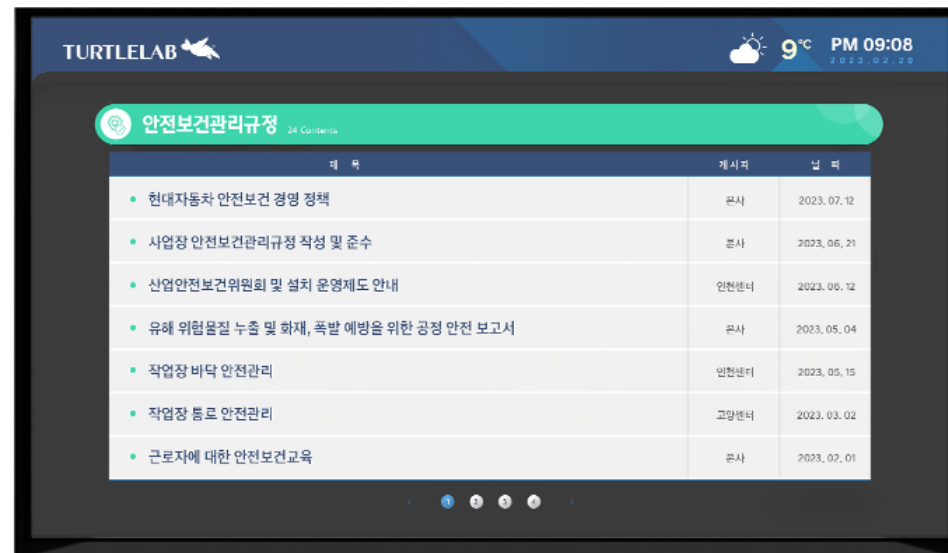 TURTLELAB
9°C PM 09:08
2023.02.20
안전보건관리규정 24 Contents
제 목 게시자 날 짜
현대자동차 안전보건 경영 정책 본사 2023. 07. 12
사업장 안전보건관리규정 작성 및 준수 본사 2023. 06. 21
산업안전보건위원회 및 설치 운영제도 안내 인천센터 2023. 06. 12
유해 위험물질 누출 및 화재, 폭발 예방을 위한 공정 안전 보고서 본사 2023. 05. 04
작업장 바닥 안전관리 인천센터 2023. 05. 15
작업장 통로 안전관리 고양센터 2023. 03. 02
근로자에 대한 안전보건교육 본사 2023. 02. 01
‹ 1 2 3 4 ›